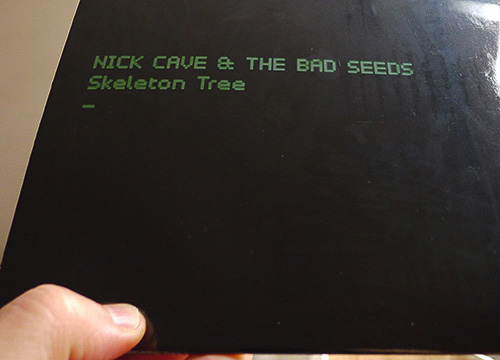 NICK CAVE & THE BAD SEEDS
Skeleton Tree
_